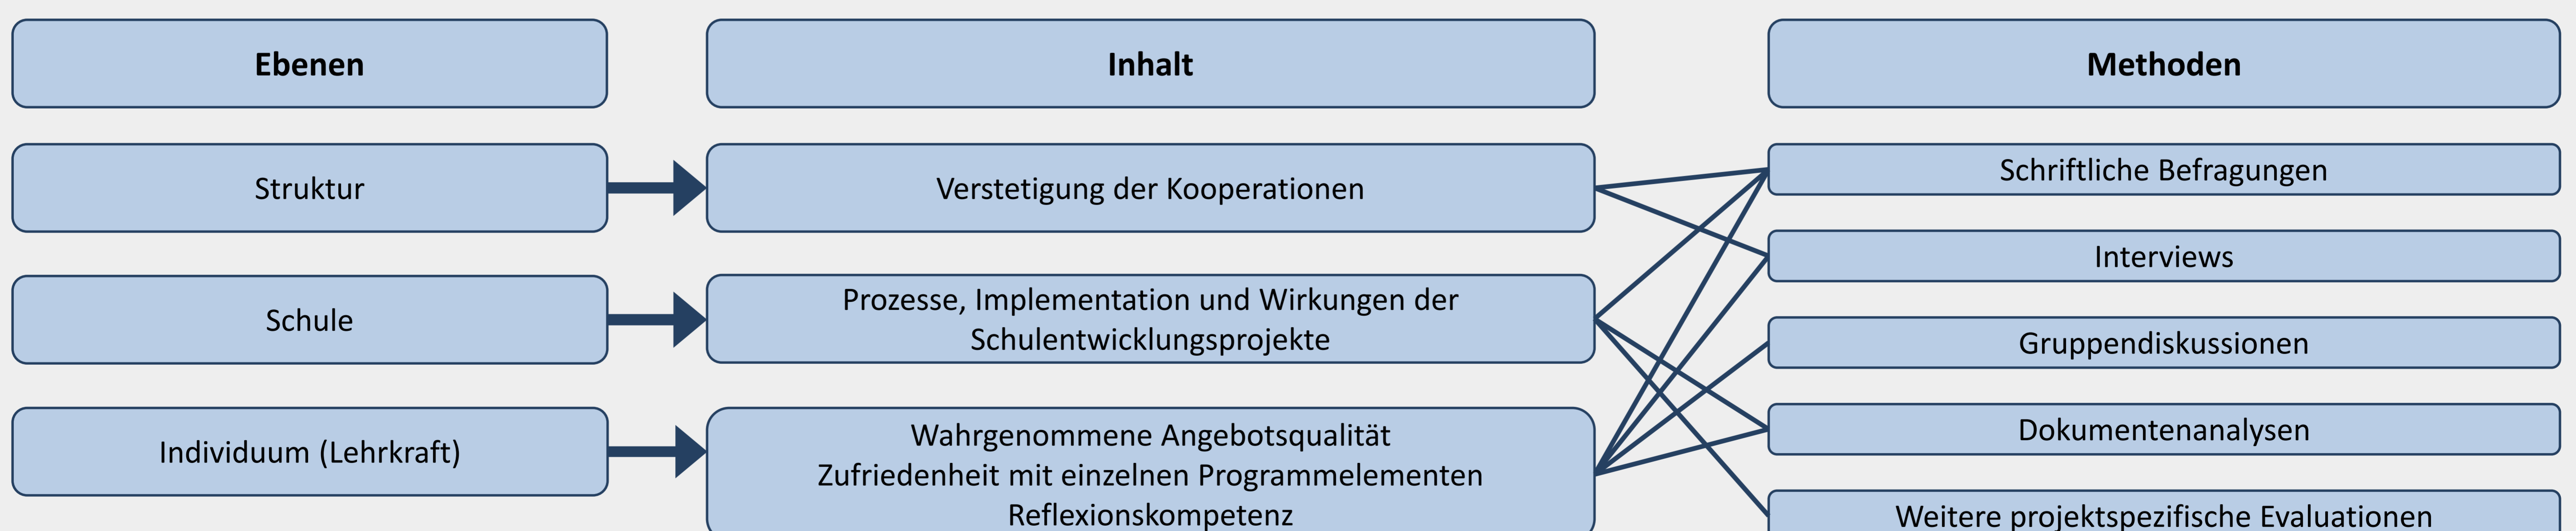 Ebenen
Inhalt
Methoden
Struktur
Verstetigung der Kooperationen
Schriftliche Befragungen
Interviews
Schule
Prozesse, Implementation und Wirkungen der
Schulentwicklungsprojekte
Gruppendiskussionen
Dokumentenanalysen
Individuum (Lehrkraft)
Wahrgenommene Angebotsqualität
Zufriedenheit mit einzelnen Programmelementen
Reflexionskompetenz
Weitere projektspezifische Evaluationen